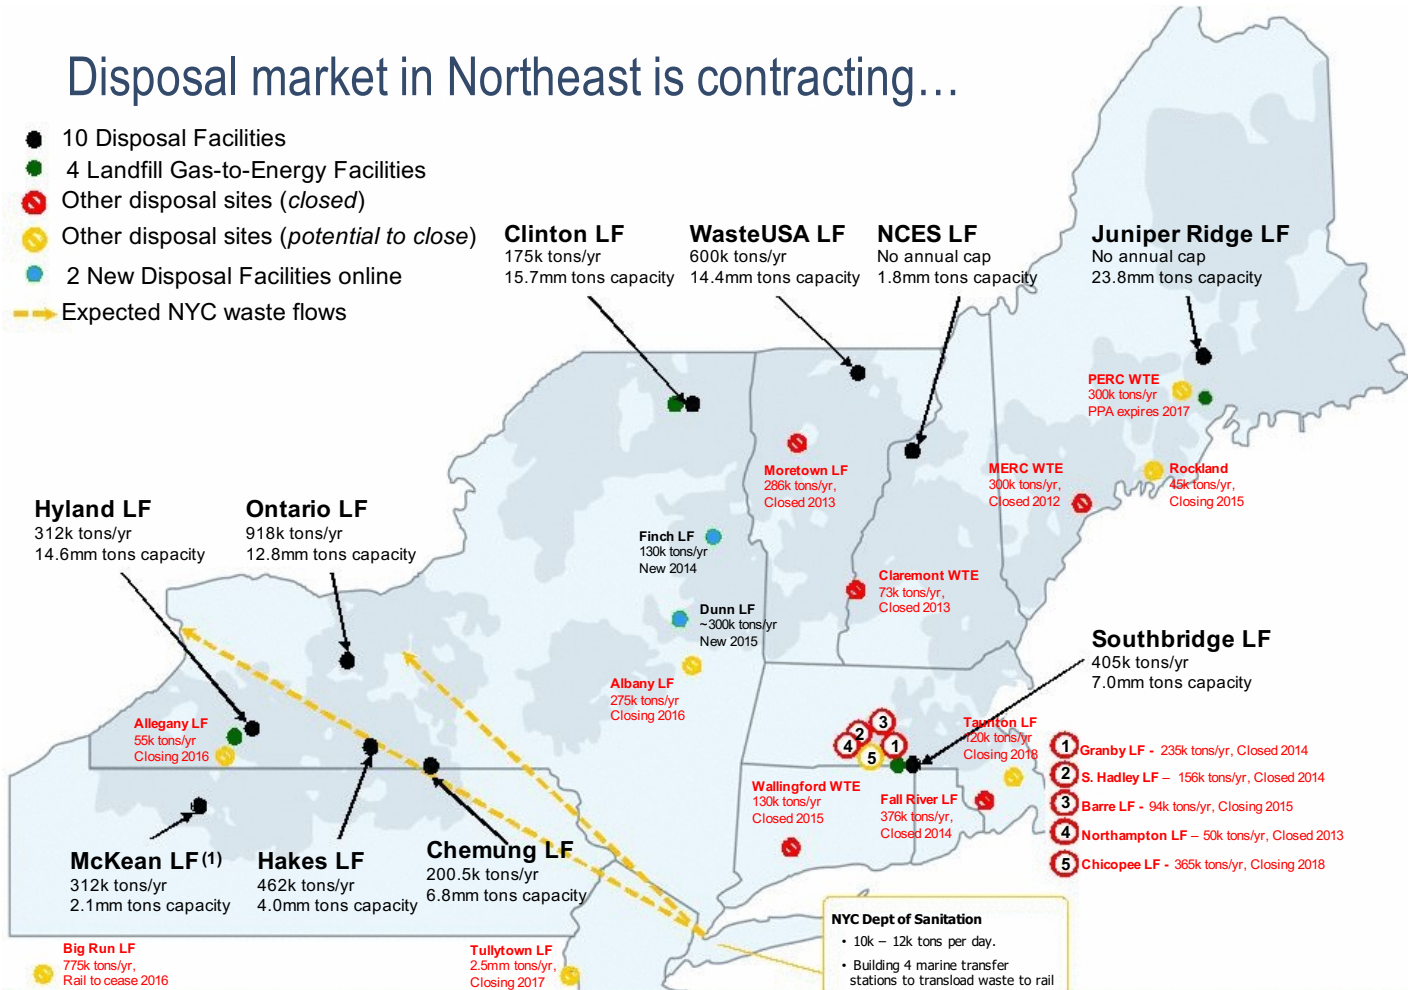 Disposal market in Northeast is contracting…
10 Disposal Facilities
4 Landfill Gas-to-Energy Facilities
Other disposal sites (closed)
Other disposal sites (potential to close)
2 New Disposal Facilities online
Expected NYC waste flows
Clinton LF
175k tons/yr
15.7mm tons capacity
WasteUSA LF
600k tons/yr
14.4mm tons capacity
NCES LF
No annual cap
1.8mm tons capacity
Juniper Ridge LF
No annual cap
23.8mm tons capacity
PERC WTE
300k tons/yr
PPA expires 2017
Moretown LF
286k tons/yr,
Closed 2013
MERC WTE
300k tons/yr,
Closed 2012
Rockland
45k tons/yr,
Closing 2015
Hyland LF
312k tons/yr
14.6mm tons capacity
Ontario LF
918k tons/yr
12.8mm tons capacity
Finch LF
130k tons/yr
New 2014
Claremont WTE
73k tons/yr,
Closed 2013
Dunn LF
~300k tons/yr
New 2015
Southbridge LF
405k tons/yr
7.0mm tons capacity
Albany LF
275k tons/yr
Closing 2016
Allegany LF
55k tons/yr
Closing 2016
3
2
4
1
5
Taunton LF
120k tons/yr
Closing 2018
1 Granby LF - 235k tons/yr, Closed 2014
2 S. Hadley LF – 156k tons/yr, Closed 2014
3 Barre LF - 94k tons/yr, Closing 2015
4 Northampton LF – 50k tons/yr, Closed 2013
5 Chicopee LF - 365k tons/yr, Closing 2018
Wallingford WTE
130k tons/yr
Closed 2015
Fall River LF
376k tons/yr,
Closed 2014
McKean LF(1)
312k tons/yr
2.1mm tons capacity
Hakes LF
462k tons/yr
4.0mm tons capacity
Chemung LF
200.5k tons/yr
6.8mm tons capacity
Big Run LF
775k tons/yr,
Rail to cease 2016
Tullytown LF
2.5mm tons/yr,
Closing 2017
NYC Dept of Sanitation
• 10k – 12k tons per day.
• Building 4 marine transfer
stations to transload waste to rail